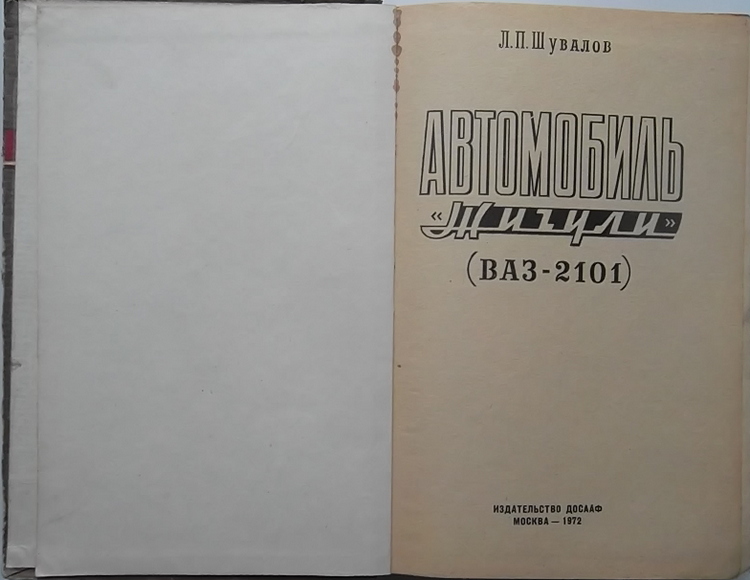 Л.П.Шувалов
АВТОМОБИЛЬ
«Жигули»
(ВАЗ-2101)
ИЗДАТЕЛЬСТВО ДОСААФ
МОСКВА — 1972